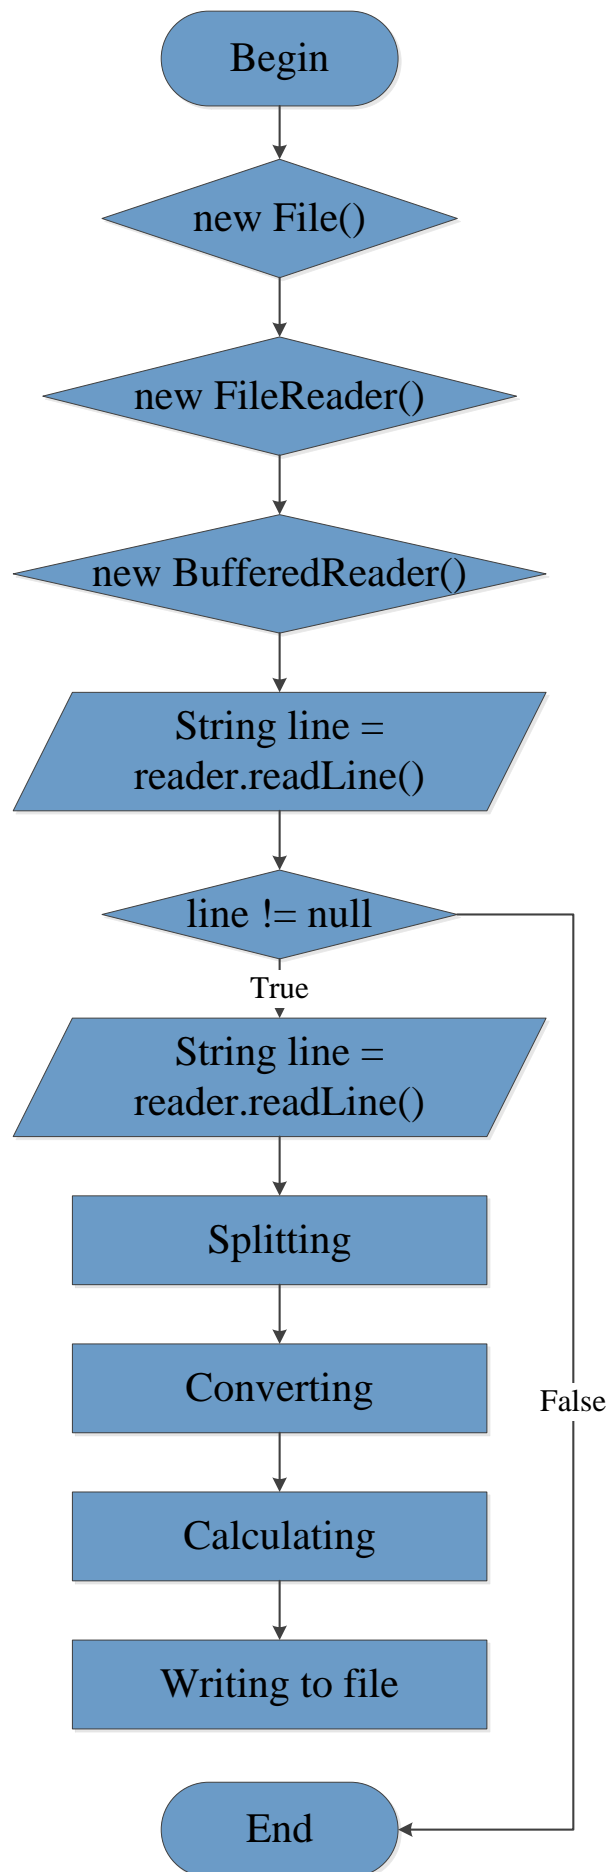 Begin
new File()
new FileReader()
new BufferedReader()
String line =
reader.readLine()
line != null
True
String line =
reader.readLine()
Splitting
Converting
False
Calculating
Writing to file
End